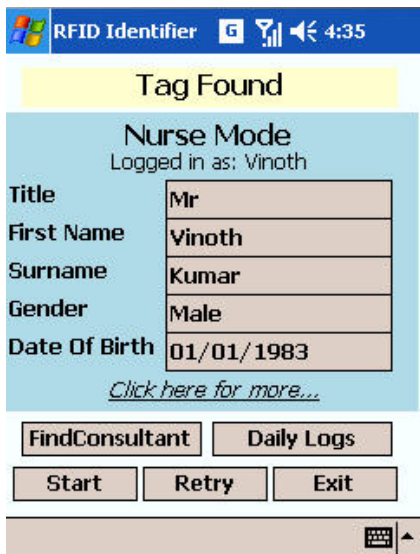 RFID Identifier G 4:35
Tag Found
Nurse Mode
Logged in as: Vinoth
Title Mr
First Name Vinoth
Surname Kumar
Gender Male
Date Of Birth 01/01/1983
Click here for more...
FindConsultant Daily Logs
Start Retry Exit